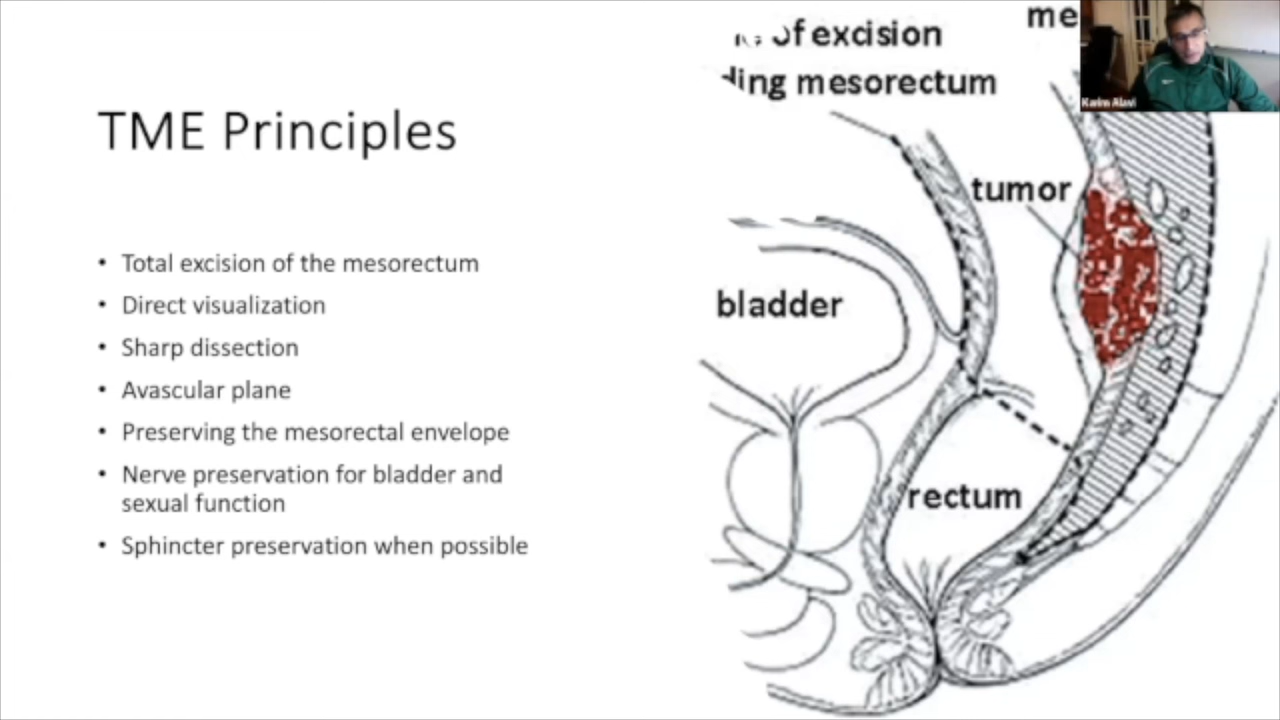 TME Principles
• Total excision of the mesorectum
• Direct visualization
• Sharp dissection
• Avascular plane
• Preserving the mesorectal envelope
• Nerve preservation for bladder and
sexual function
• Sphincter preservation when possible
of excision
mesorectum
me
Karim Alavi
tumor
bladder
rectum